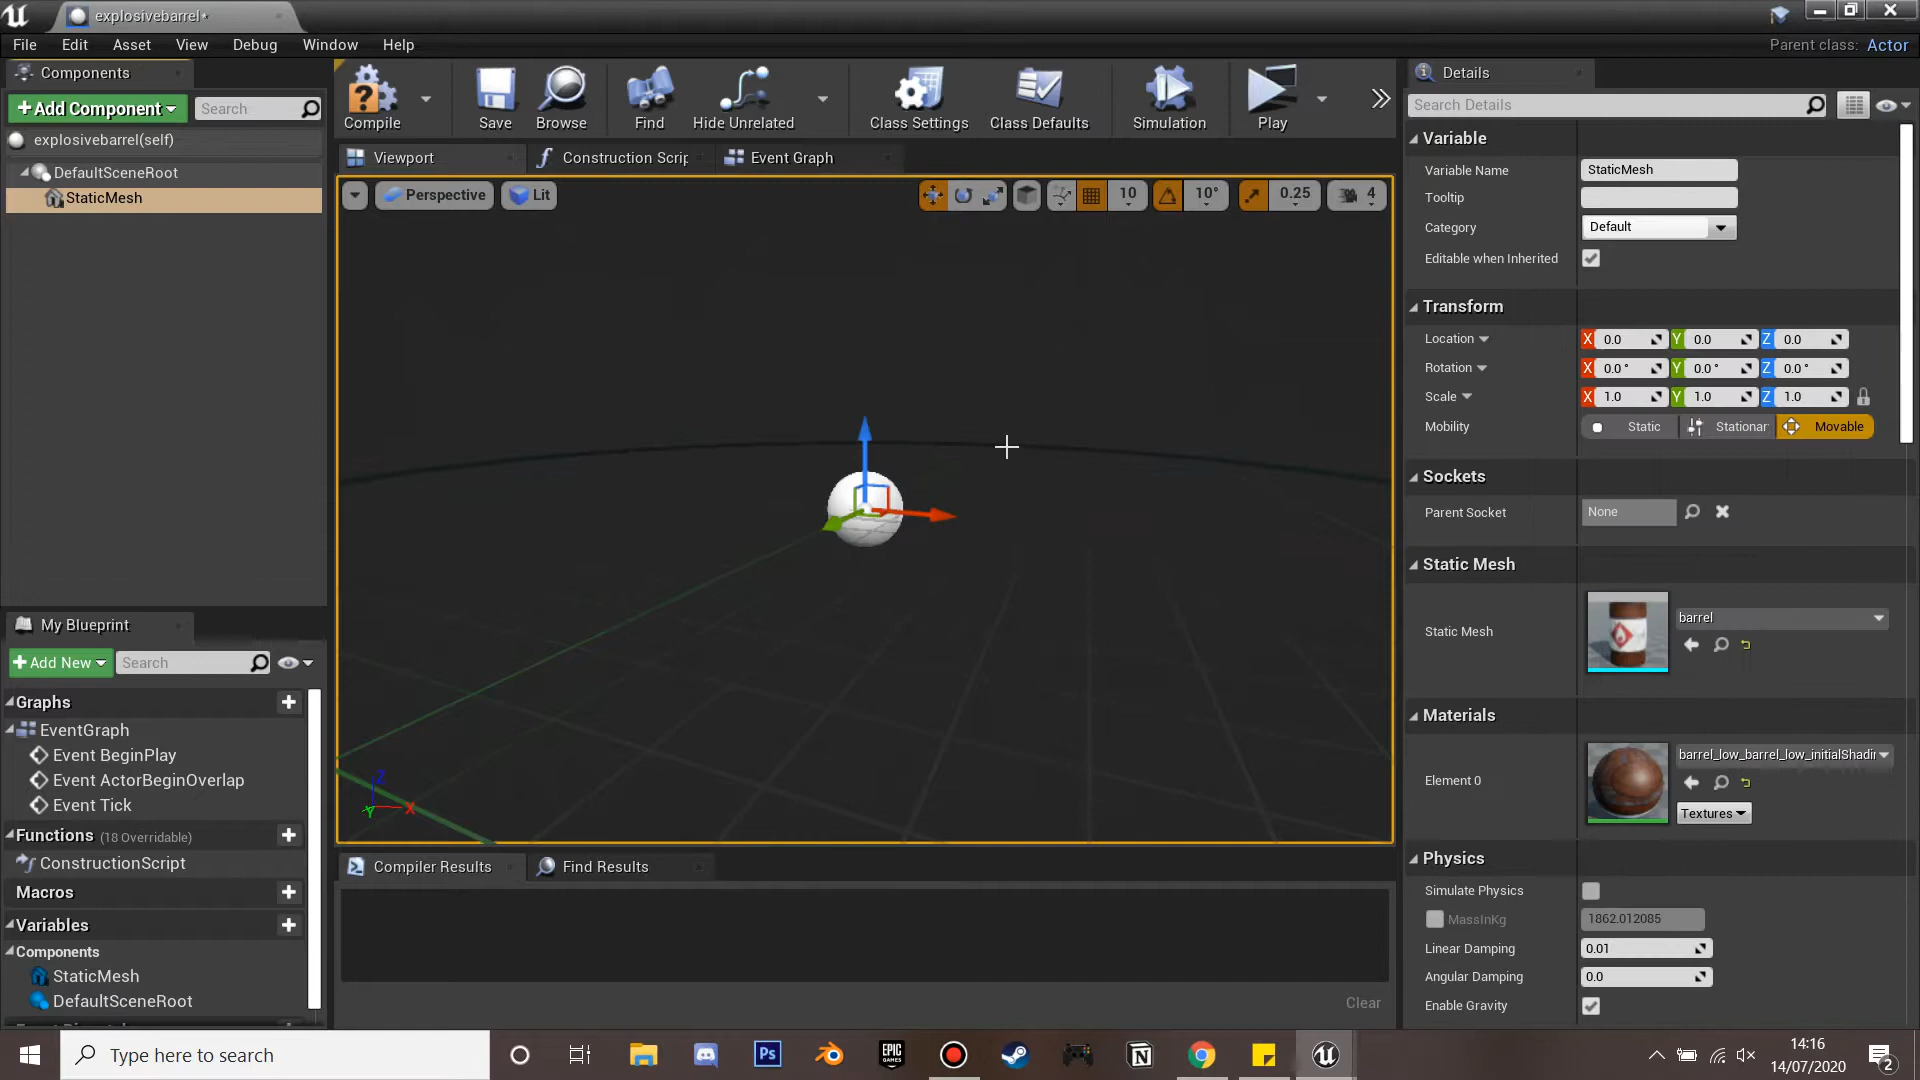 explosivebarrel*
File Edit Asset View Debug Window Help
Parent class: Actor
Components
+Add Component
Search
explosivebarrel(self)
DefaultSceneRoot
StaticMesh
Compile
Save
Browse
Find
Hide Unrelated
Class Settings
Class Defaults
Simulation
Play
Viewport
Construction Scrip
Event Graph
Perspective
Lit
10
10°
0.25
4
Z
X
Y
My Blueprint
+Add New
Search
Graphs
EventGraph
Event BeginPlay
Event ActorBeginOverlap
Event Tick
Functions (18 Overridable)
ConstructionScript
Macros
Variables
Components
StaticMesh
DefaultSceneRoot
Compiler Results
Find Results
Clear
Details
Search Details
Variable
Variable Name StaticMesh
Tooltip
Category Default
Editable when Inherited
Transform
Location X 0.0 Y 0.0 Z 0.0
Rotation X 0.0 ° Y 0.0 ° Z 0.0 °
Scale X 1.0 Y 1.0 Z 1.0
Mobility Static Stationar Movable
Sockets
Parent Socket None
Static Mesh
Static Mesh barrel
Materials
Element 0 barrel_low_barrel_low_initialShadir
Textures
Physics
Simulate Physics
MassInKg 1862.012085
Linear Damping 0.01
Angular Damping 0.0
Enable Gravity
Type here to search
Ps
EPIC
GAMES
14:16
14/07/2020
2